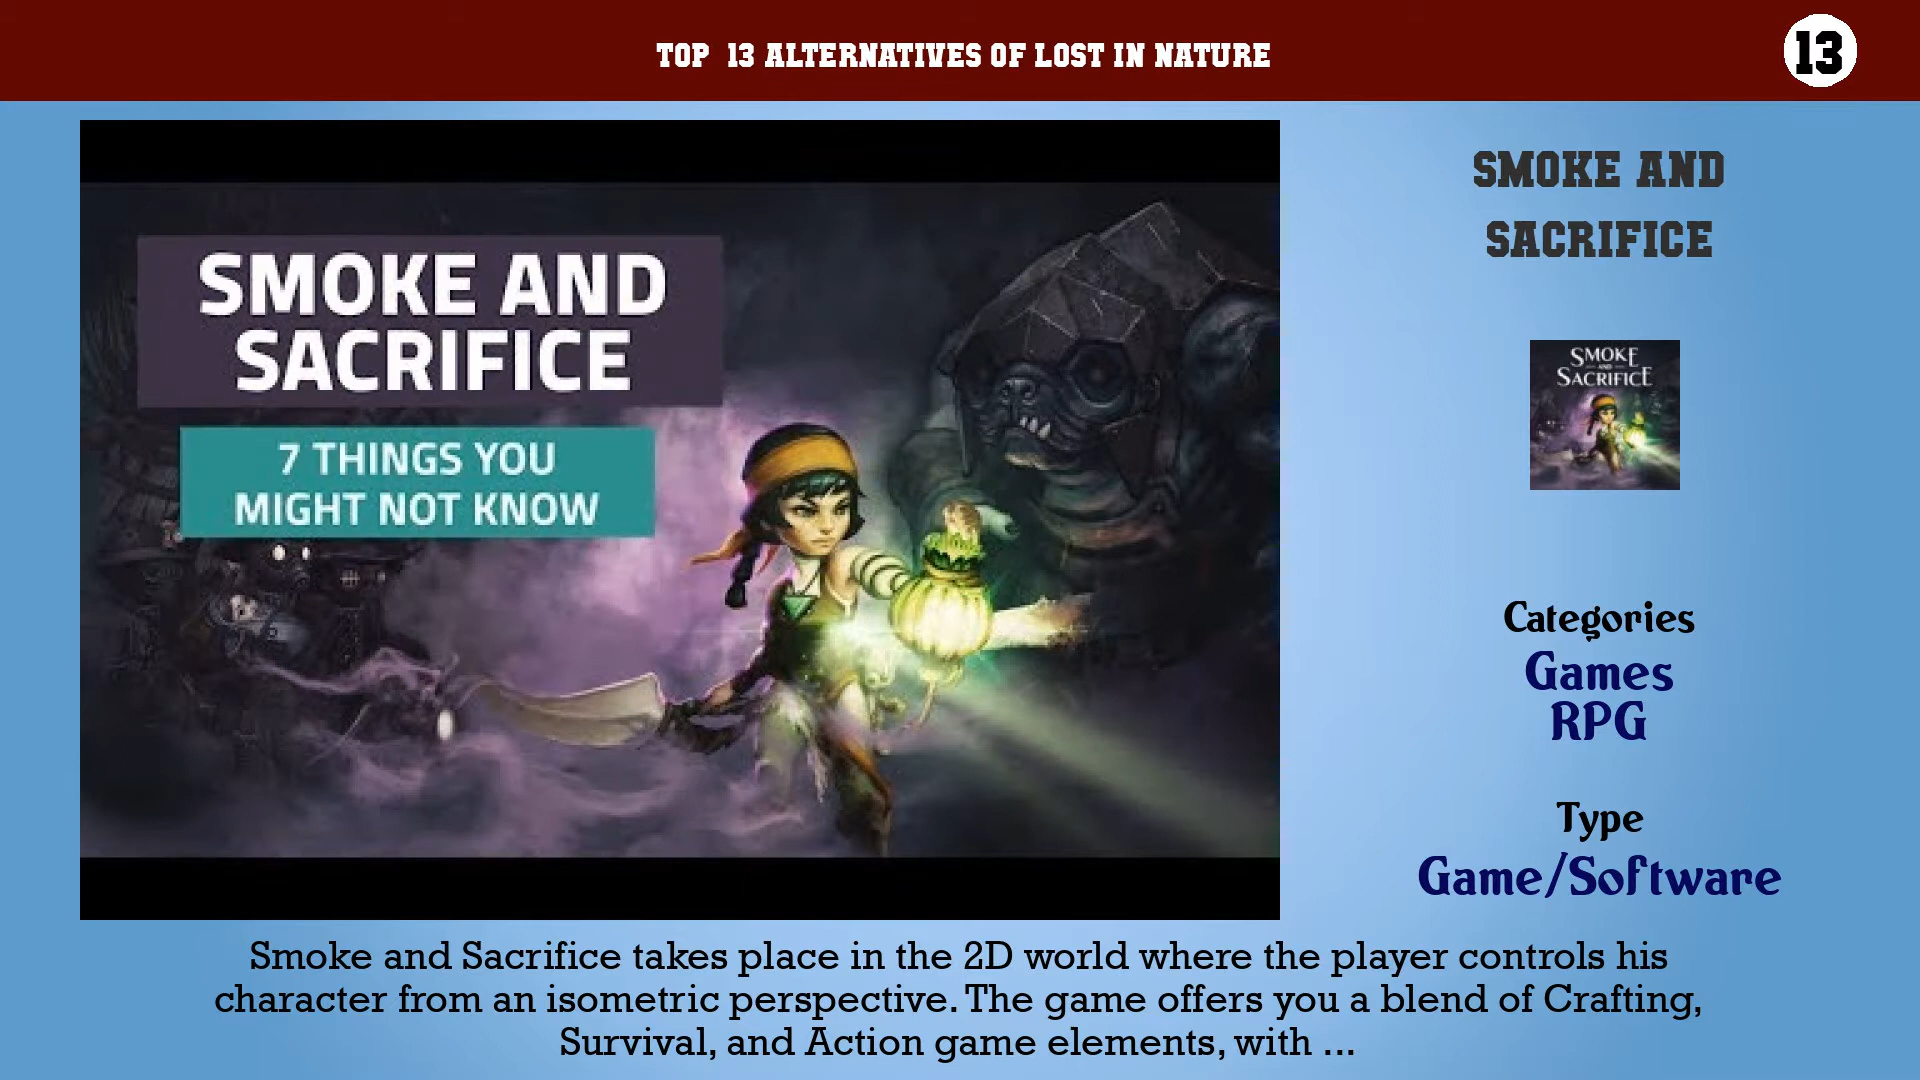 TOP 13 ALTERNATIVES OF LOST IN NATURE
13
SMOKE AND
SACRIFICE
7 THINGS YOU
MIGHT NOT KNOW
SMOKE AND
SACRIFICE
SMOKE
AND
SACRIFICE
Categories
Games
RPG
Type
Game/Software
Smoke and Sacrifice takes place in the 2D world where the player controls his
character from an isometric perspective. The game offers you a blend of Crafting,
Survival, and Action game elements, with ...